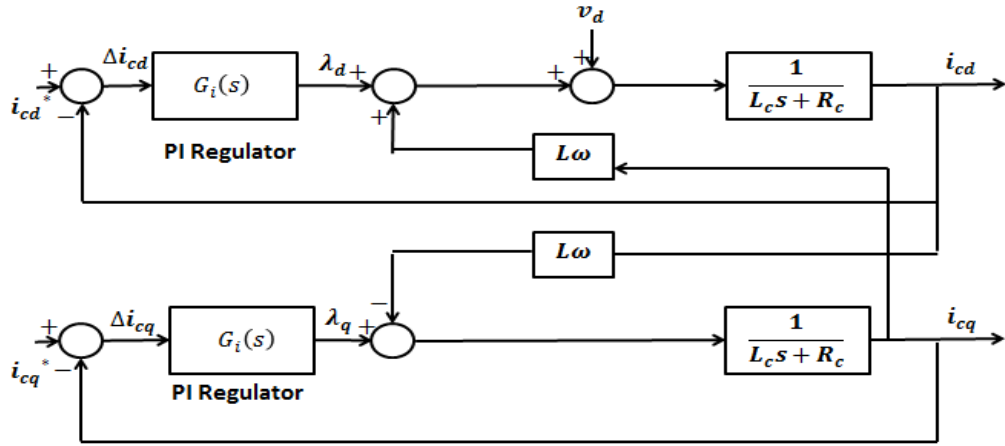 v_d
+ Δi_cd G_i(s) λ_d + + + 1 / (L_c s + R_c) i_cd
i_cd* − +
PI Regulator Lω
Lω
−
+ Δi_cq G_i(s) λ_q + 1 / (L_c s + R_c) i_cq
i_cq* −
PI Regulator